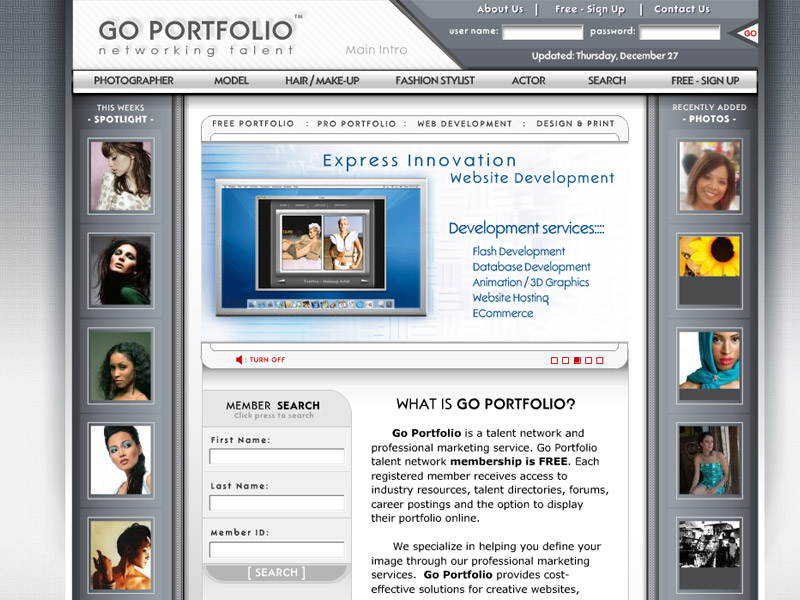 About Us | Free - Sign Up | Contact Us
GO PORTFOLIO™
networking talent
Main Intro
user name:
password:
GO
Updated: Thursday, December 27
PHOTOGRAPHER MODEL HAIR / MAKE-UP FASHION STYLIST ACTOR SEARCH FREE - SIGN UP
THIS WEEKS
- SPOTLIGHT -
RECENTLY ADDED
- PHOTOS -
FREE PORTFOLIO : PRO PORTFOLIO : WEB DEVELOPMENT : DESIGN & PRINT
Express Innovation
Website Development
Development services::::
Flash Development
Database Development
Animation / 3D Graphics
Website Hosting
ECommerce
: TURN OFF
MEMBER SEARCH
Click press to search
First Name:
Last Name:
Member ID:
[ SEARCH ]
WHAT IS GO PORTFOLIO?
Go Portfolio is a talent network and
professional marketing service. Go Portfolio
talent network membership is FREE. Each
registered member receives access to
industry resources, talent directories, forums,
career postings and the option to display
their portfolio online.
We specialize in helping you define your
image through our professional marketing
services. Go Portfolio provides cost-
effective solutions for creative websites,